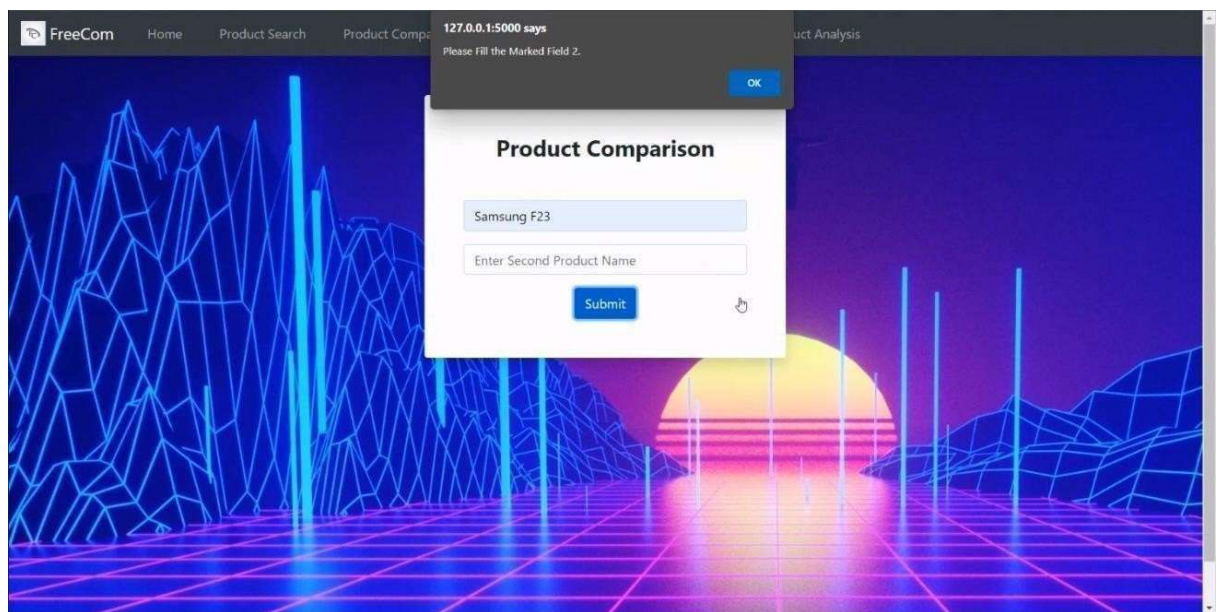 FreeCom Home Product Search Product Compa
127.0.0.1:5000 says
Please Fill the Marked Field 2.
OK
uct Analysis
Product Comparison
Samsung F23
Enter Second Product Name
Submit